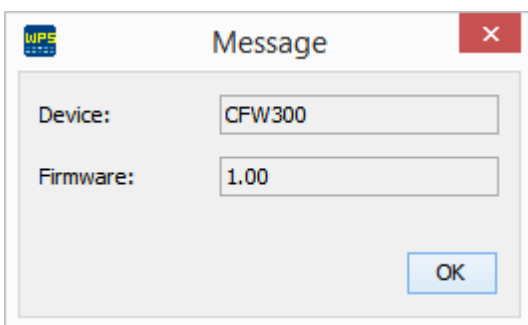 WPS
Message
Device:
CFW300
Firmware:
1.00
OK